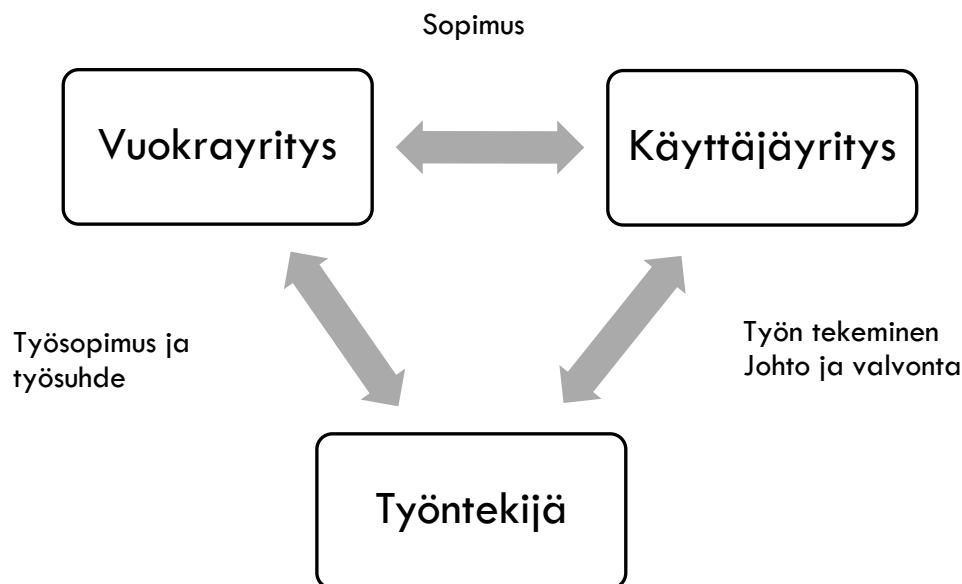 Sopimus
Vuokrayritys
Käyttäjäyritys
Työsopimus ja
työsuhde
Työn tekeminen
Johto ja valvonta
Työntekijä